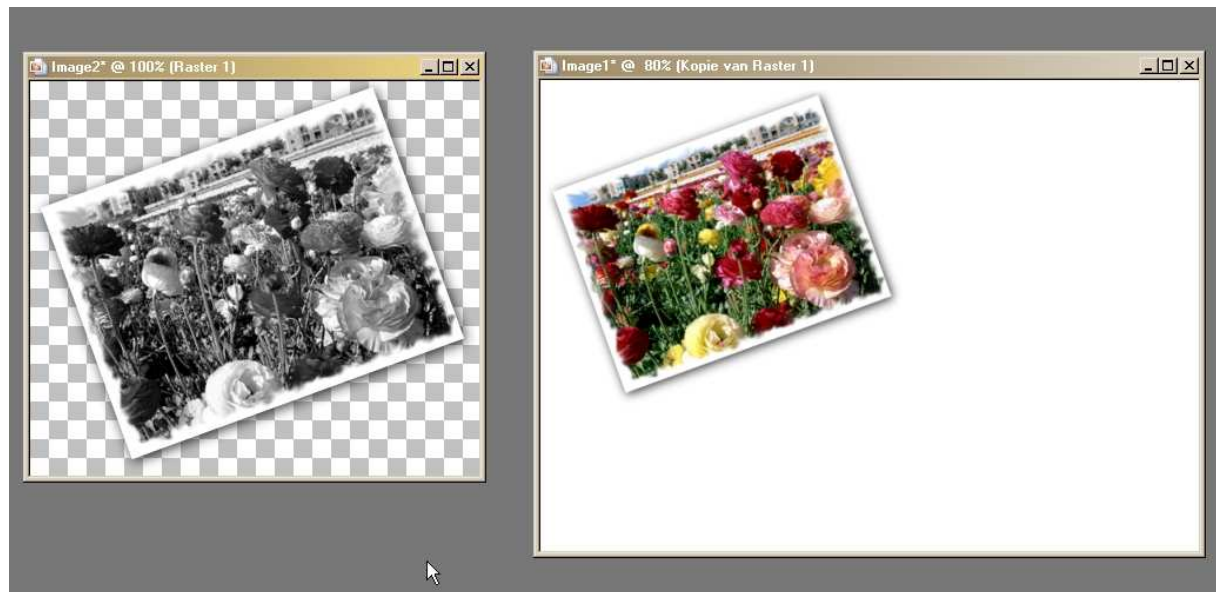 Image2* @ 100% (Raster 1)
Image1* @ 80% (Kopie van Raster 1)